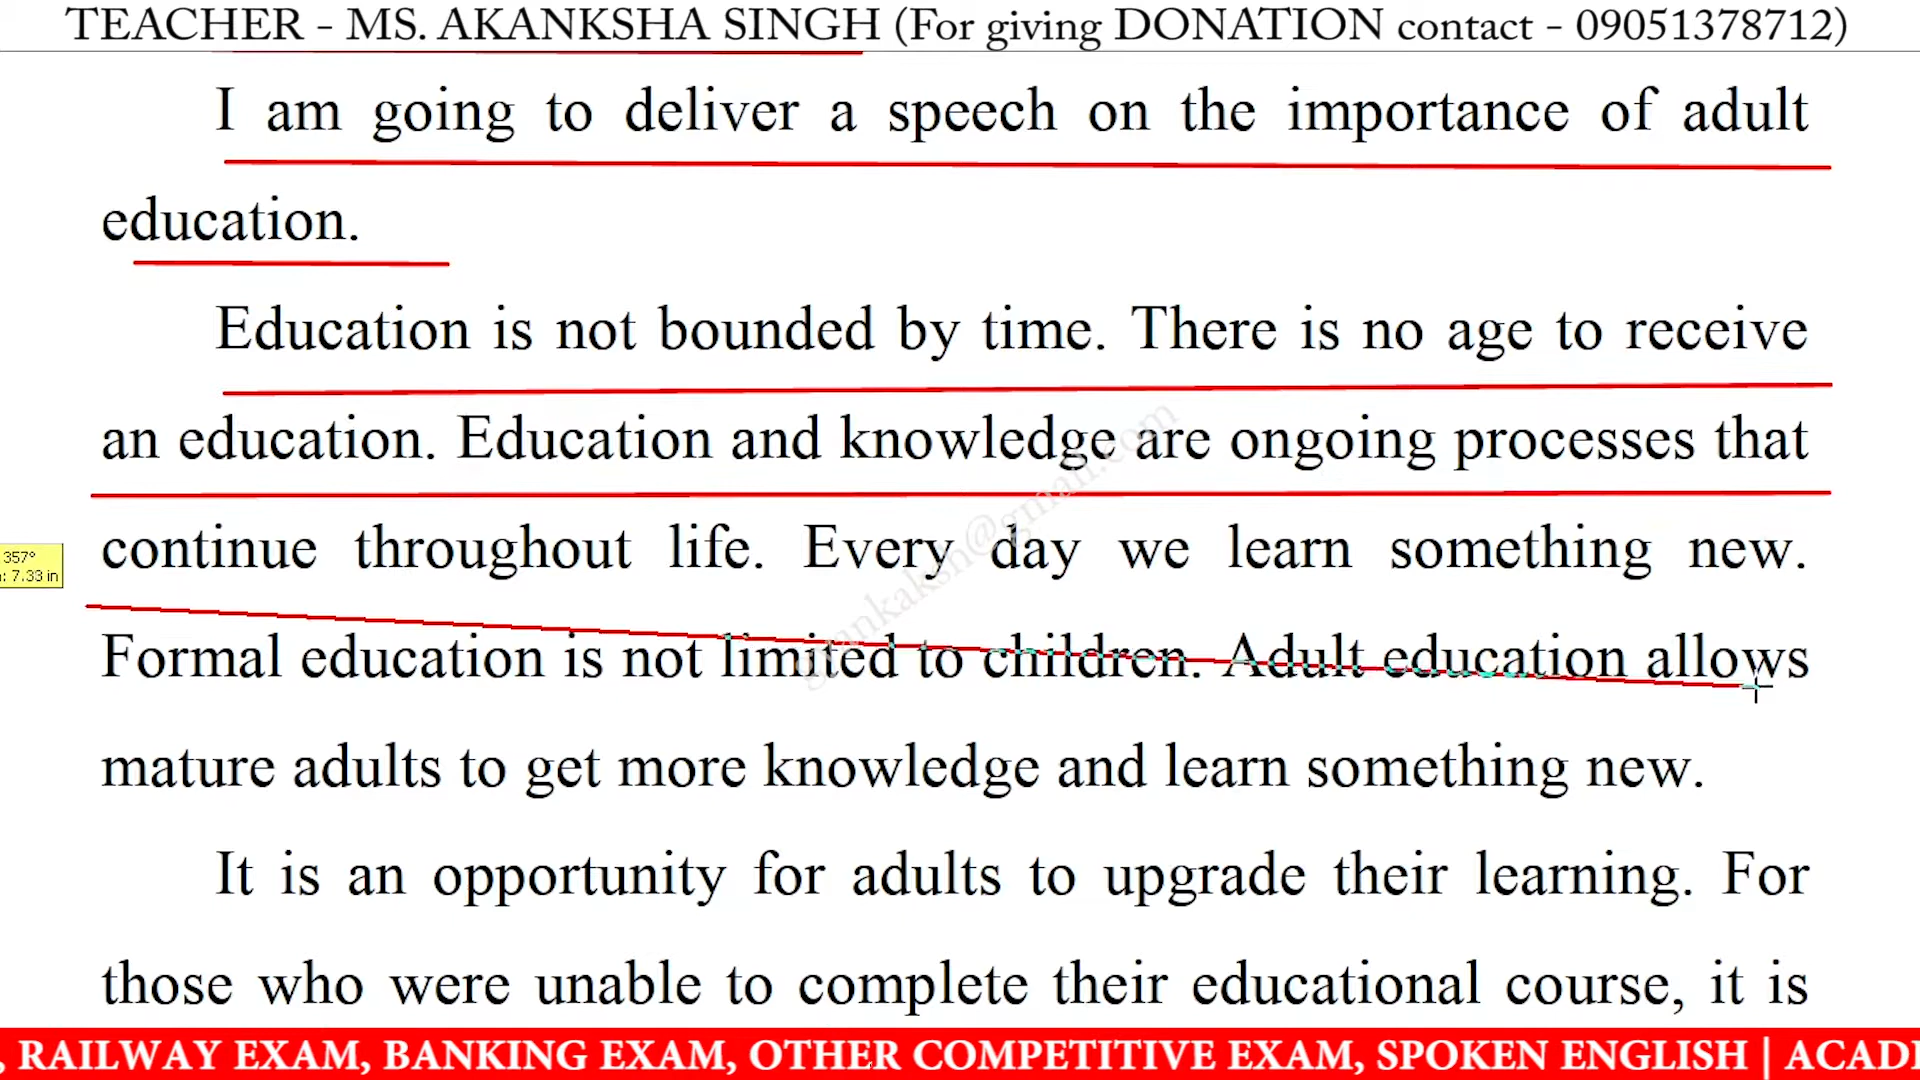 TEACHER - MS. AKANKSHA SINGH (For giving DONATION contact - 09051378712)
I am going to deliver a speech on the importance of adult
education.
Education is not bounded by time. There is no age to receive
an education. Education and knowledge are ongoing processes that
continue throughout life. Every day we learn something new.
357°
: 7.33 in
Formal education is not limited to children. Adult education allows
mature adults to get more knowledge and learn something new.
It is an opportunity for adults to upgrade their learning. For
those who were unable to complete their educational course, it is
, RAILWAY EXAM, BANKING EXAM, OTHER COMPETITIVE EXAM, SPOKEN ENGLISH | ACAD